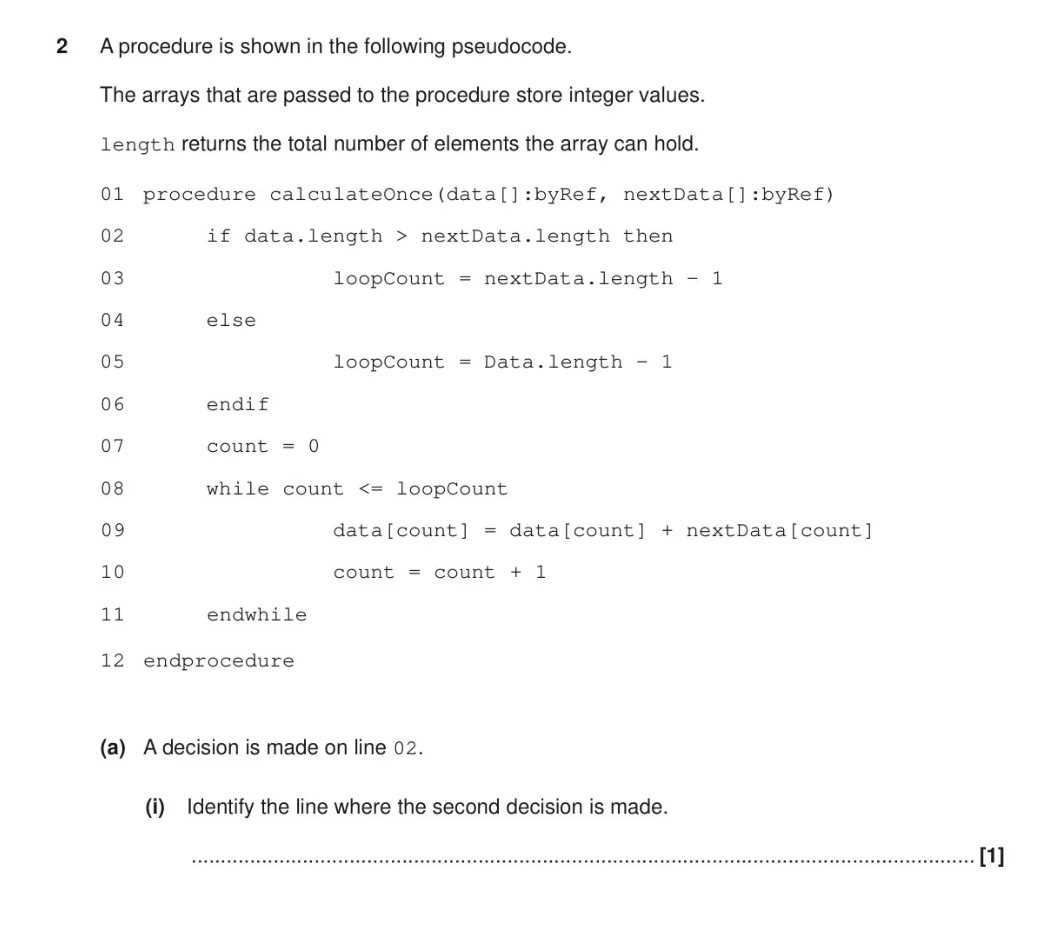 2 A procedure is shown in the following pseudocode.
The arrays that are passed to the procedure store integer values.
length returns the total number of elements the array can hold.
01 procedure calculateOnce(data[]:byRef, nextData[]:byRef)
02 if data.length > nextData.length then
03 loopCount = nextData.length - 1
04 else
05 loopCount = Data.length - 1
06 endif
07 count = 0
08 while count <= loopCount
09 data[count] = data[count] + nextData[count]
10 count = count + 1
11 endwhile
12 endprocedure
(a) A decision is made on line 02.
(i) Identify the line where the second decision is made.
.......................................................................................................................................... [1]